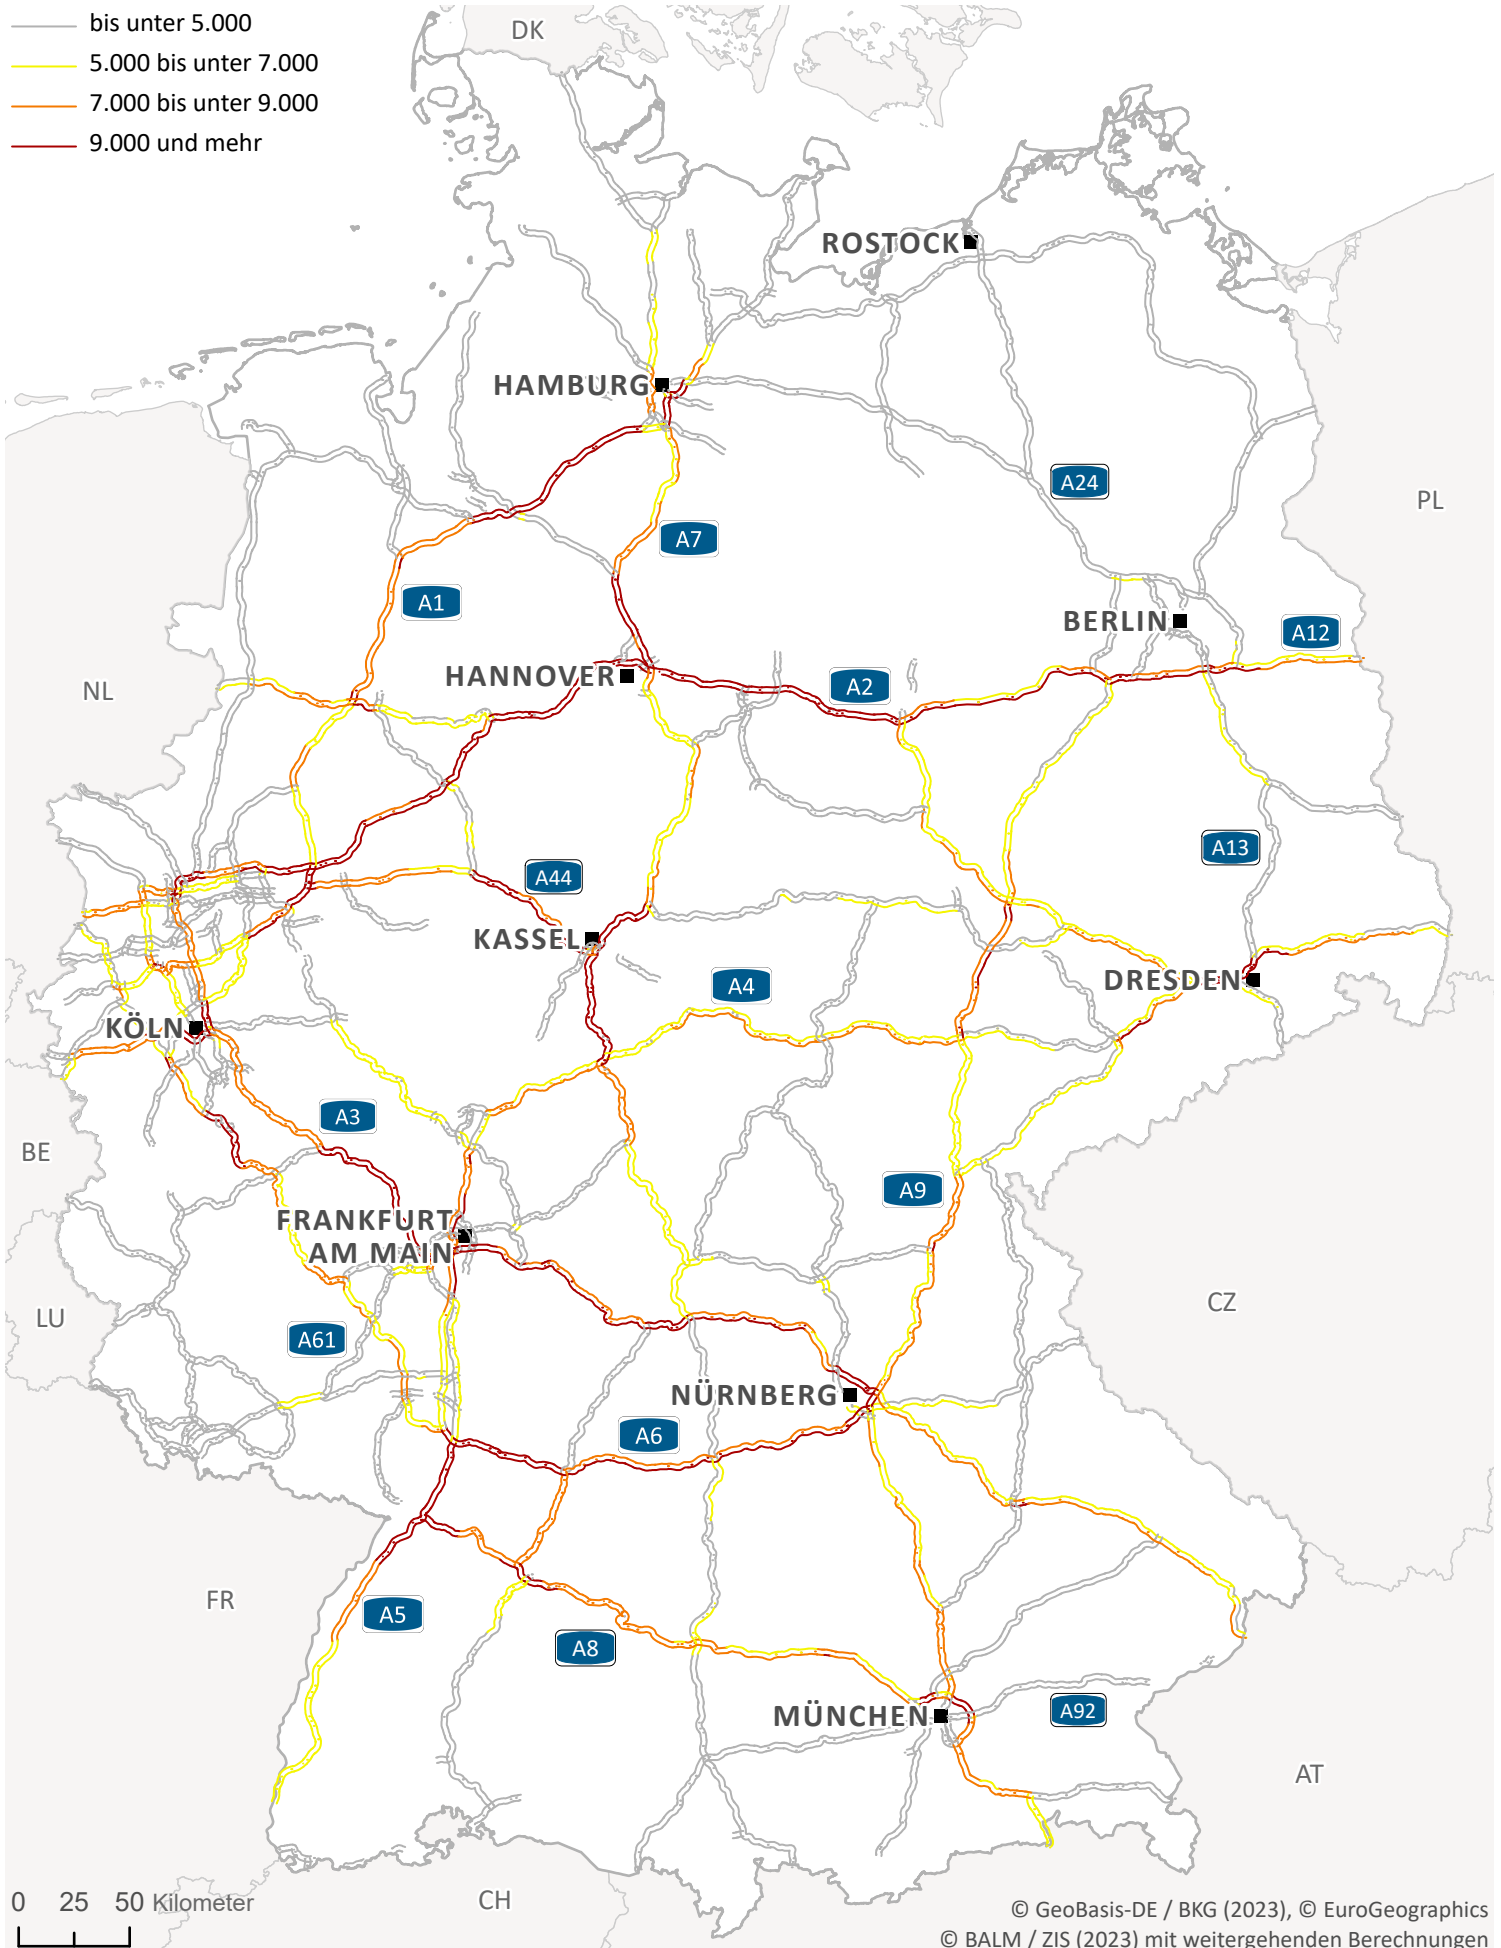 bis unter 5.000
5.000 bis unter 7.000
7.000 bis unter 9.000
9.000 und mehr
DK
ROSTOCK
HAMBURG
A24
PL
A7
A1
BERLIN
A12
HANNOVER
A2
NL
A13
A44
KASSEL
DRESDEN
A4
KÖLN
A3
BE
A9
FRANKFURT
AM MAIN
CZ
LU
A61
NÜRNBERG
A6
FR
A5
A8
MÜNCHEN
A92
AT
CH
0 25 50 Kilometer
© GeoBasis-DE / BKG (2023), © EuroGeographics
© BALM / ZIS (2023) mit weitergehenden Berechnungen